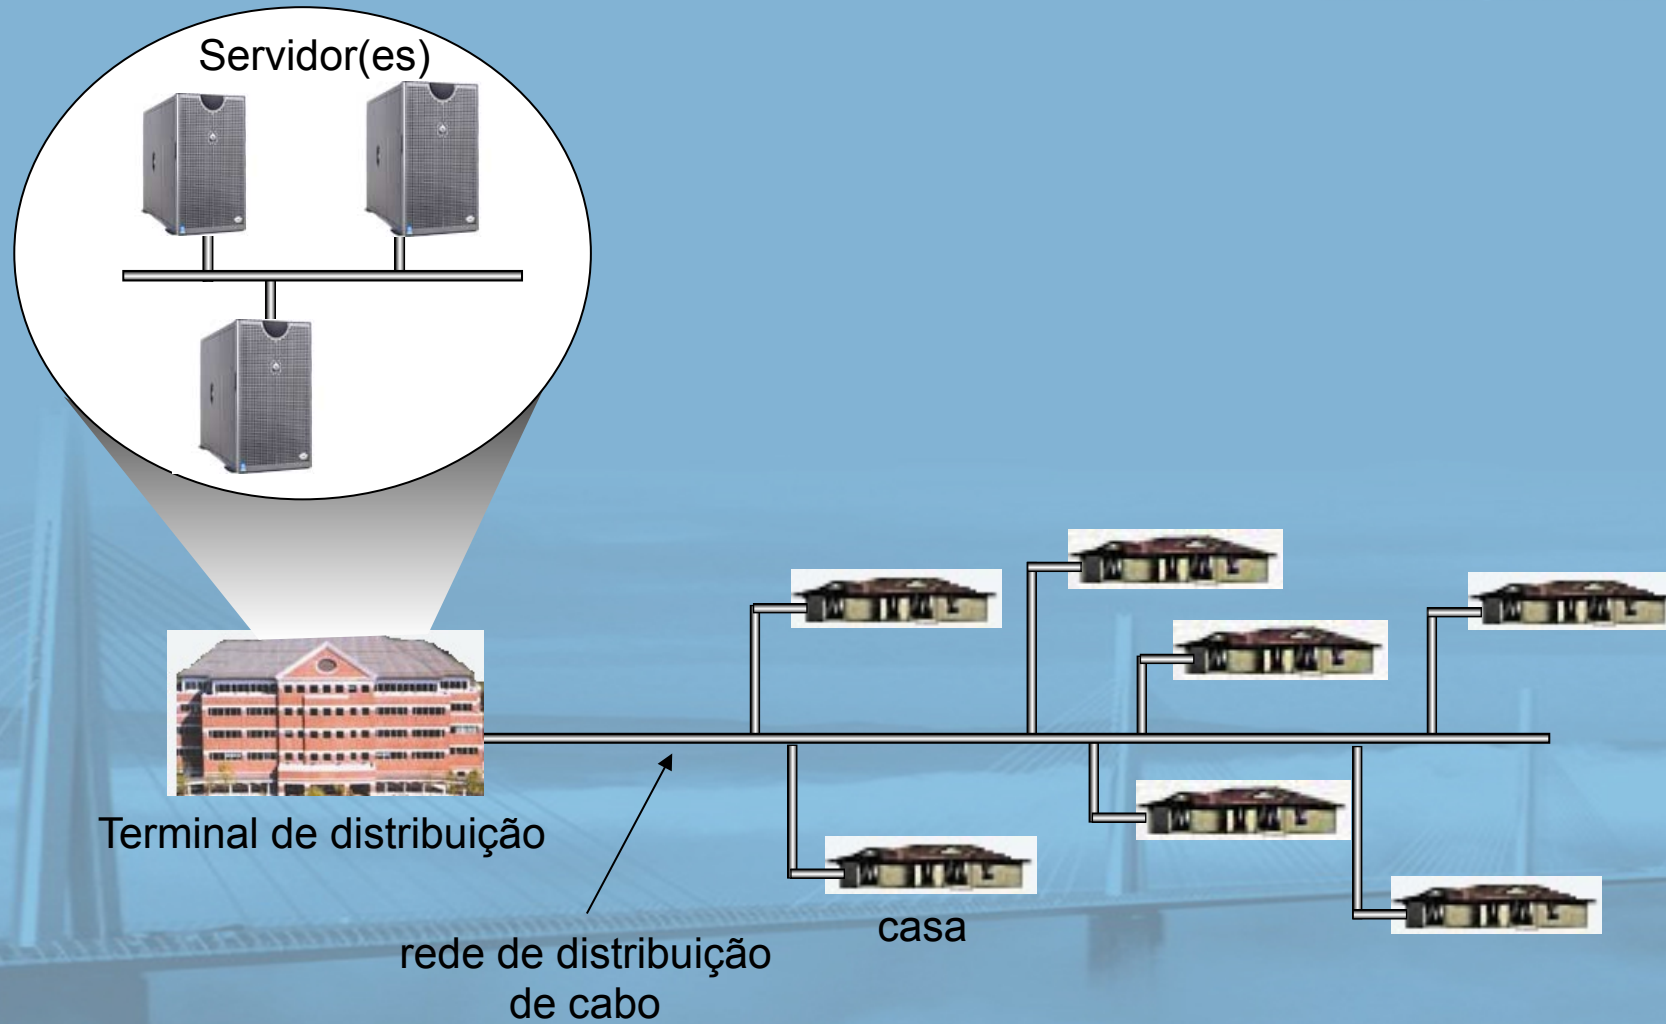 Servidor(es)
Terminal de distribuição
casa
rede de distribuição
de cabo